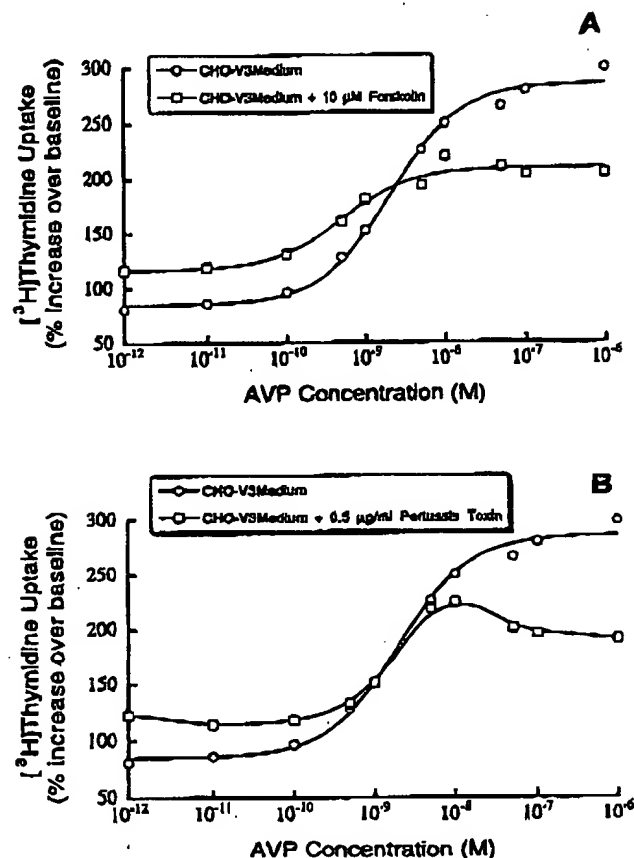 A
CHO-V3Medium
CHO-V3Medium + 10 μM Forskolin
[³H]Thymidine Uptake
(% Increase over baseline)
300
250
200
150
100
50
10⁻¹² 10⁻¹¹ 10⁻¹⁰ 10⁻⁹ 10⁻⁸ 10⁻⁷ 10⁻⁶
AVP Concentration (M)
B
CHO-V3Medium
CHO-V3Medium + 0.5 μg/ml Pertussis Toxin
[³H]Thymidine Uptake
(% increase over baseline)
300
250
200
150
100
50
10⁻¹² 10⁻¹¹ 10⁻¹⁰ 10⁻⁹ 10⁻⁸ 10⁻⁷ 10⁻⁶
AVP Concentration (M)